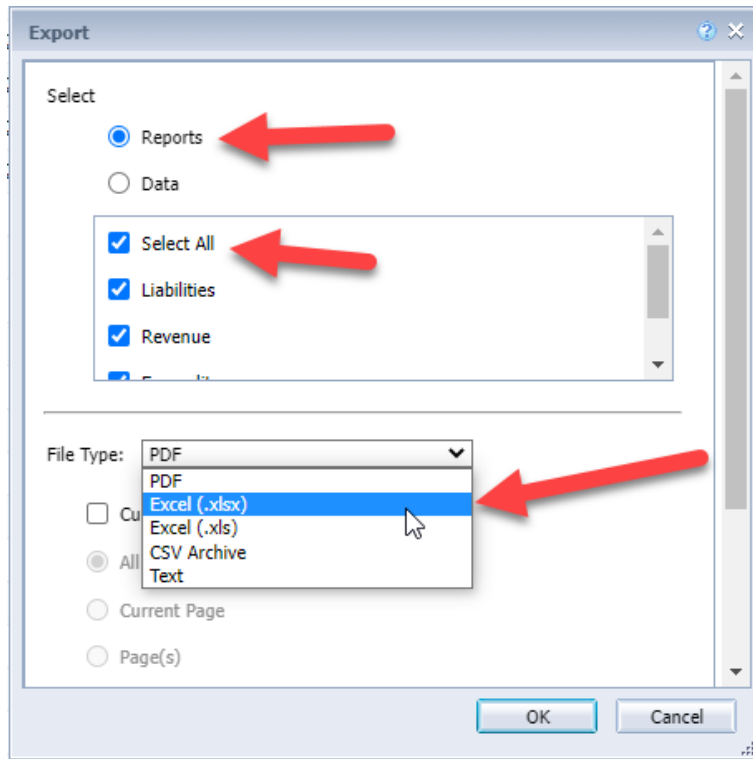 Export
Select
Reports
Data
Select All
Liabilities
Revenue
File Type: PDF
PDF
Excel (.xlsx)
Excel (.xls)
CSV Archive
Text
Cu
All
Current Page
Page(s)
OK Cancel